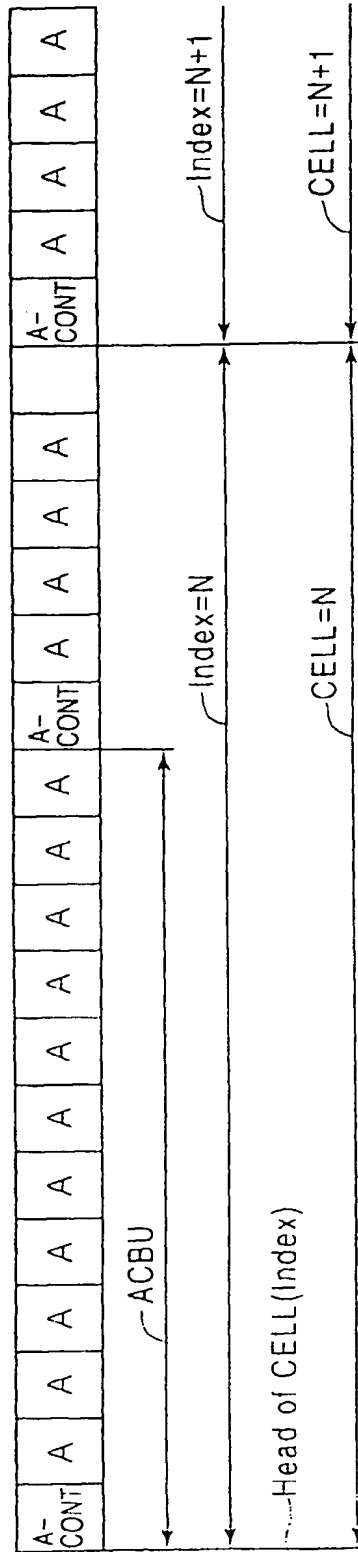 A-CONT A A A A A A A A A A A A-CONT A A A A A-CONT A A A A
ACBU
Index=N Index=N+1
Head of CELL(Index)
CELL=N CELL=N+1